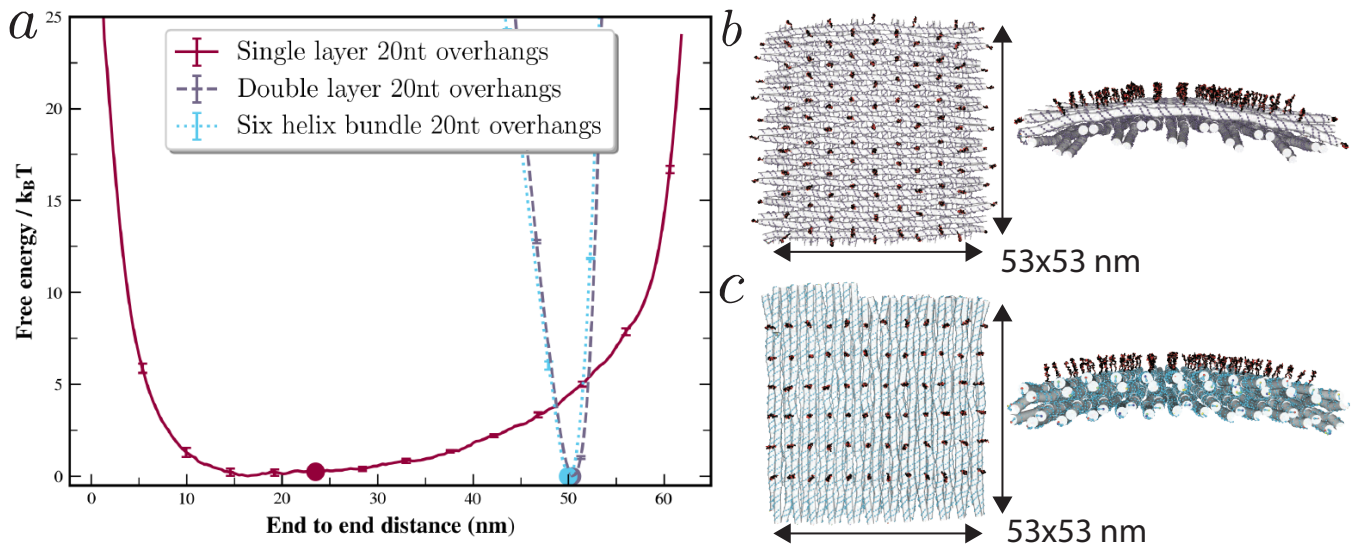 a
Single layer 20nt overhangs
Double layer 20nt overhangs
Six helix bundle 20nt overhangs
Free energy / k_BT
25
20
15
10
5
0
0 10 20 30 40 50 60
End to end distance (nm)
b
53x53 nm
c
53x53 nm